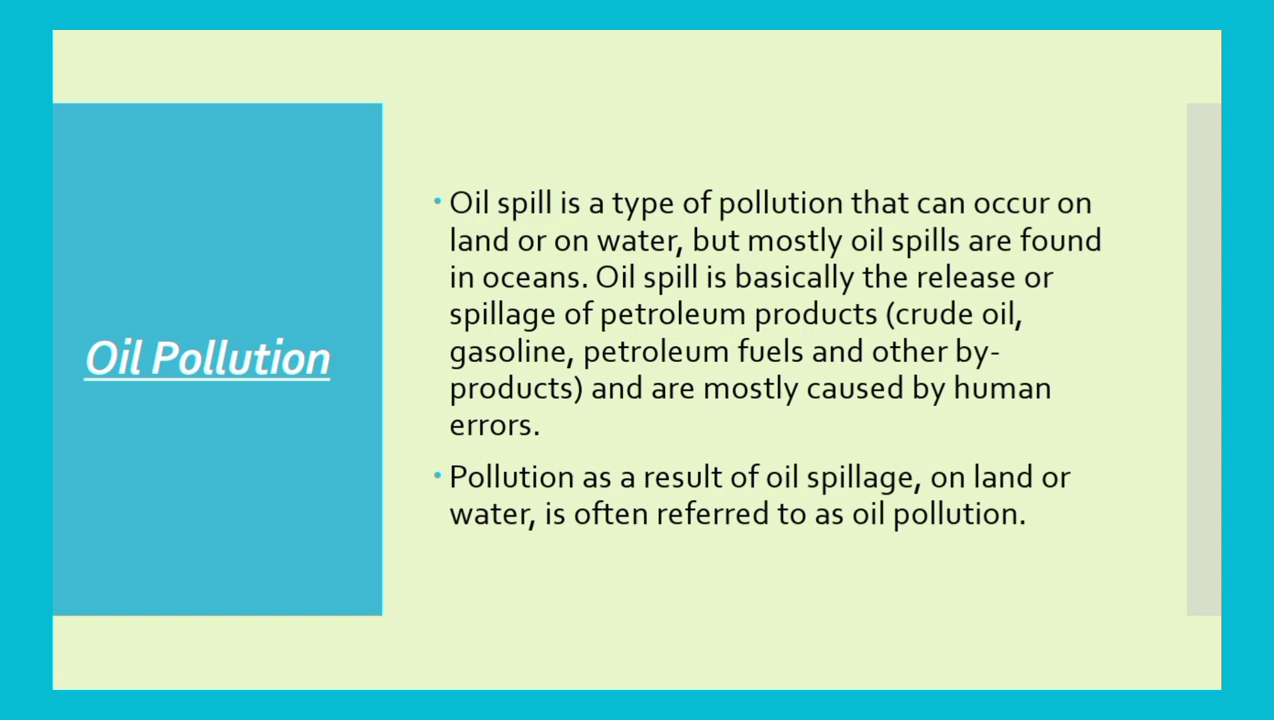 Oil Pollution
• Oil spill is a type of pollution that can occur on
land or on water, but mostly oil spills are found
in oceans. Oil spill is basically the release or
spillage of petroleum products (crude oil,
gasoline, petroleum fuels and other by-
products) and are mostly caused by human
errors.
• Pollution as a result of oil spillage, on land or
water, is often referred to as oil pollution.